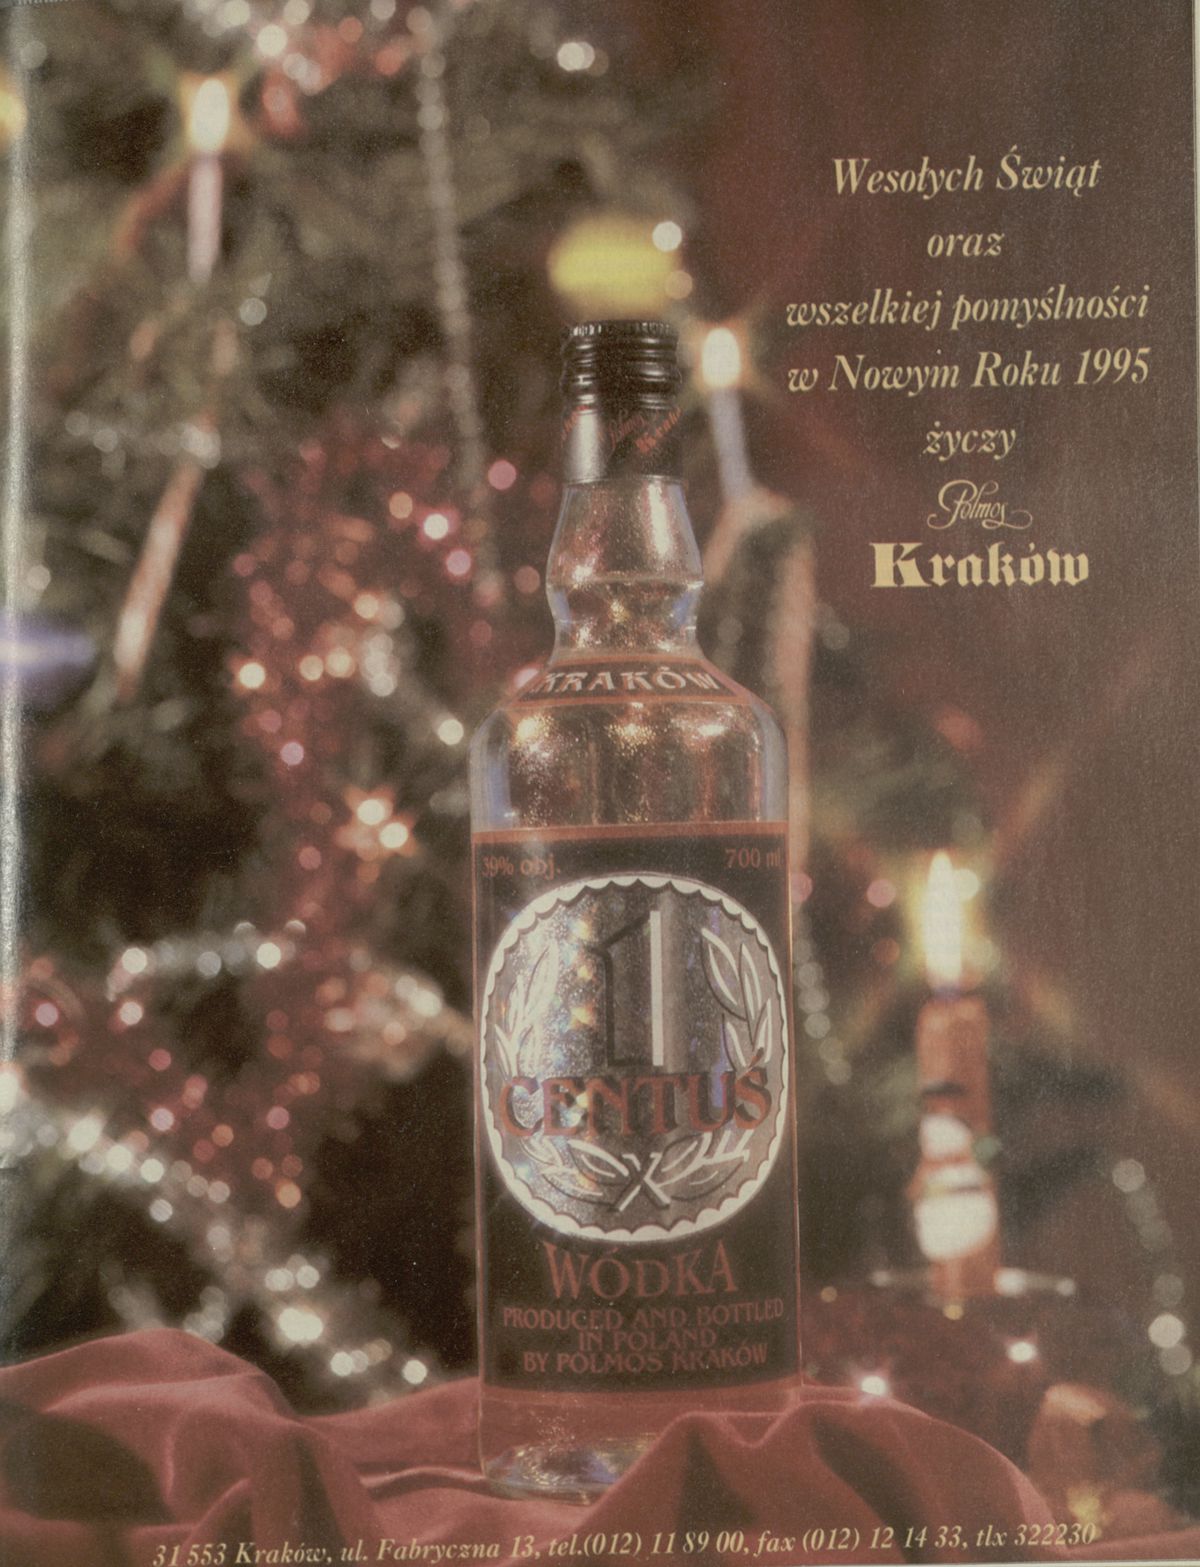 Wesołych Świąt
oraz
wszelkiej pomyślności
w Nowym Roku 1995
życzy
Polmos
Kraków
KRAKÓW
39% obj. 700 ml
1
CENTUŚ
WÓDKA
PRODUCED AND BOTTLED
IN POLAND
BY POLMOS KRAKÓW
31 553 Kraków, ul. Fabryczna 13, tel.(012) 11 89 00, fax (012) 12 14 33, tlx 322230